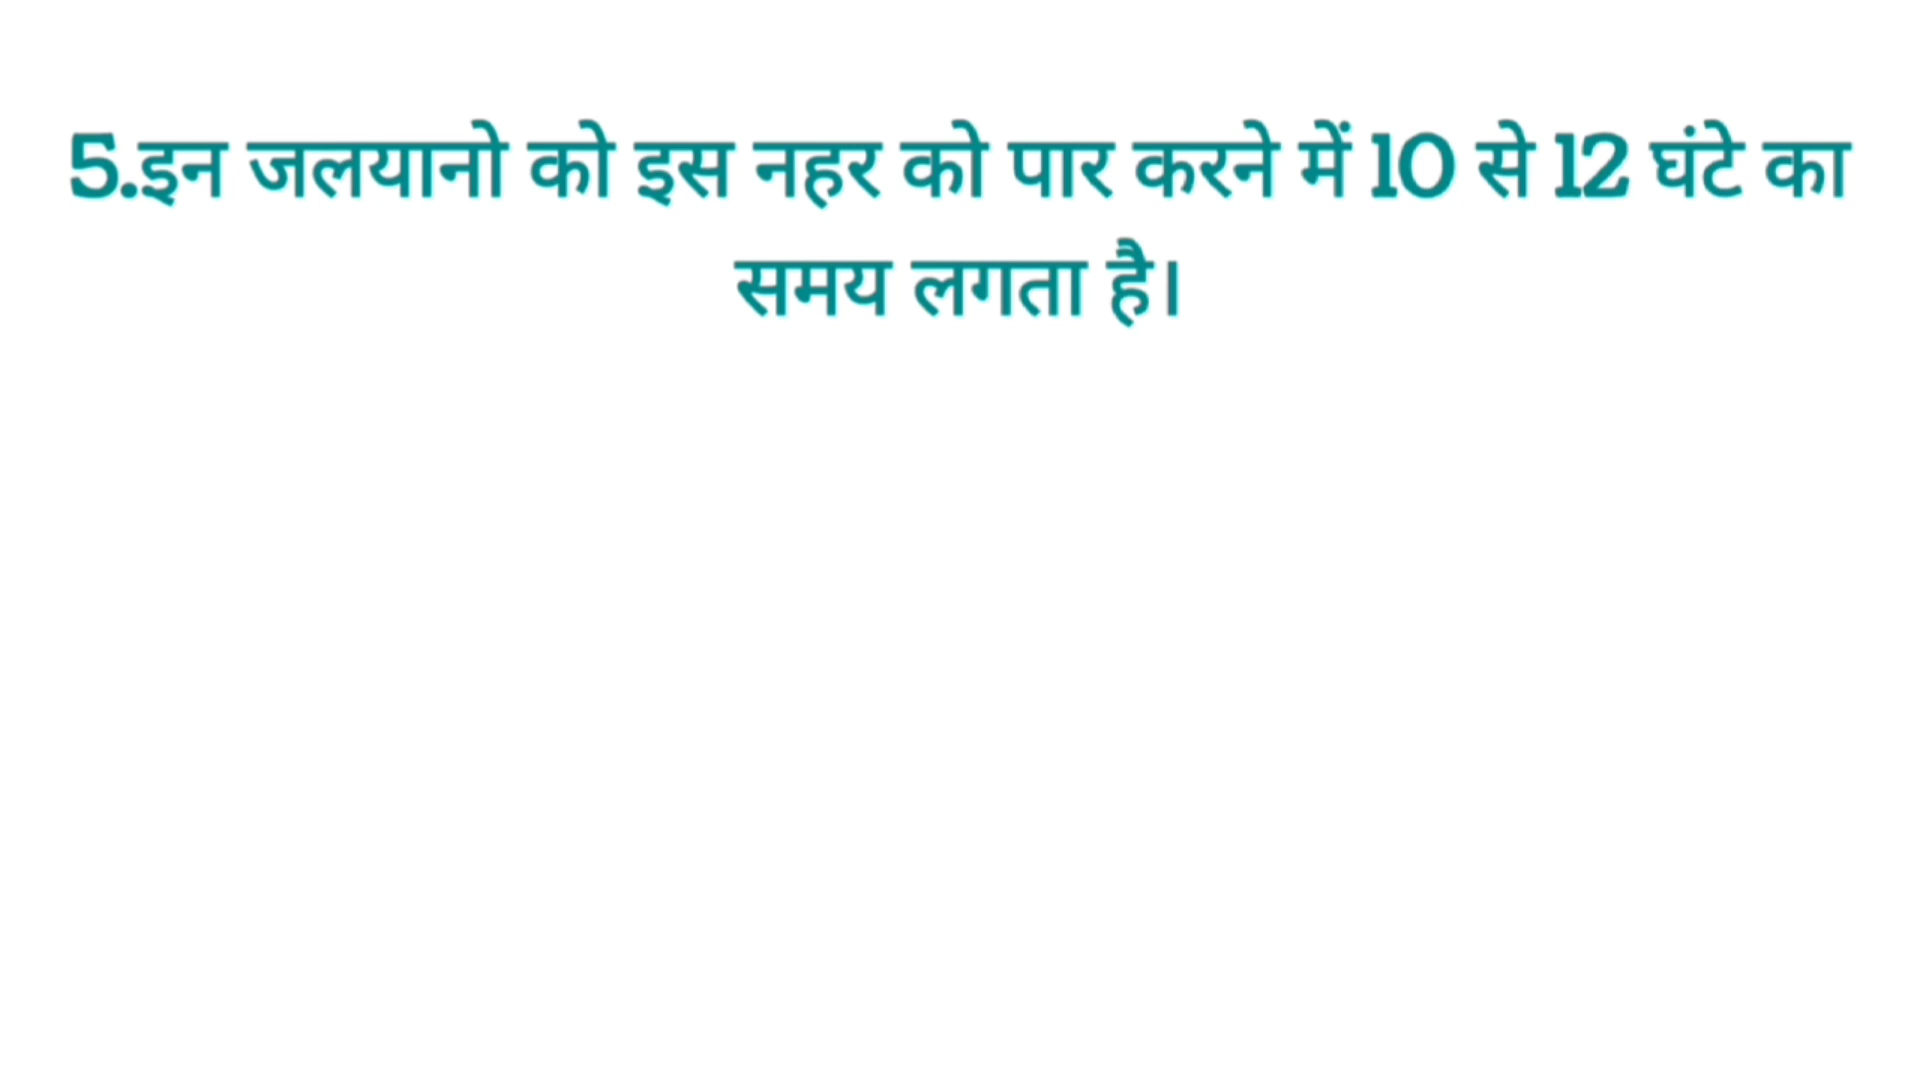 5.इन जलयानो को इस नहर को पार करने में 10 से 12 घंटे का
समय लगता है।